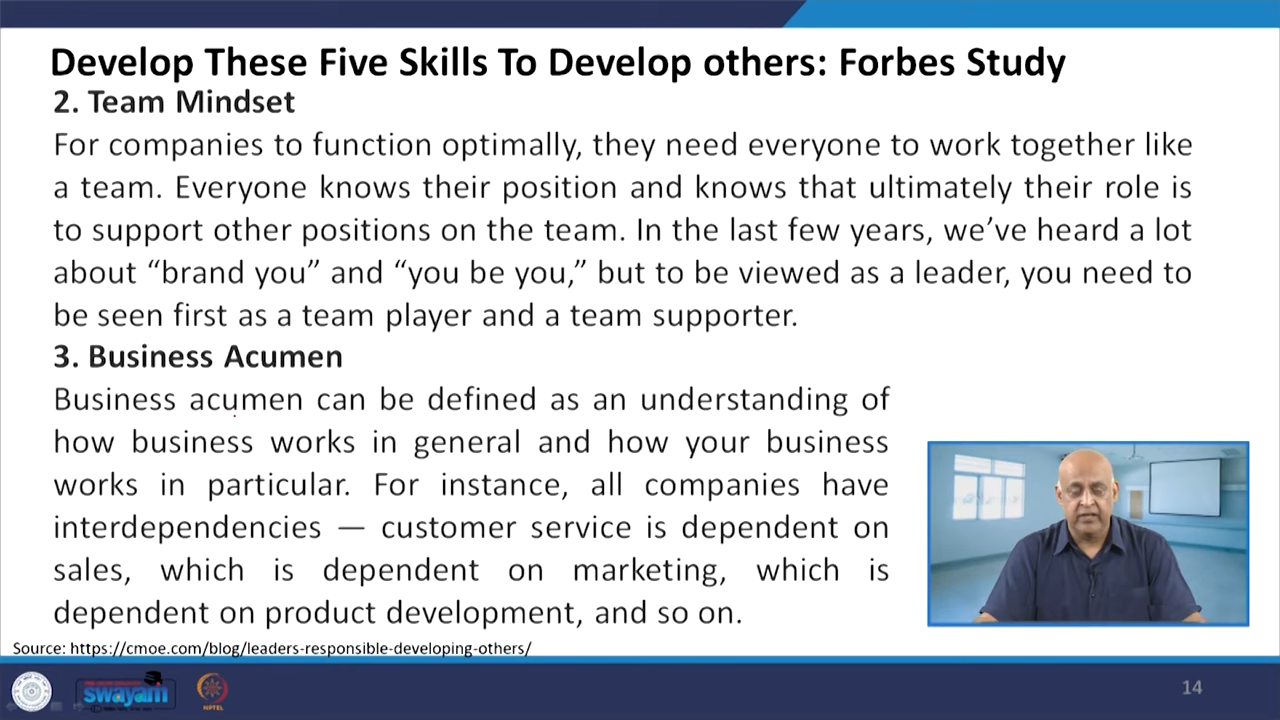 Develop These Five Skills To Develop others: Forbes Study
2. Team Mindset
For companies to function optimally, they need everyone to work together like
a team. Everyone knows their position and knows that ultimately their role is
to support other positions on the team. In the last few years, we’ve heard a lot
about “brand you” and “you be you,” but to be viewed as a leader, you need to
be seen first as a team player and a team supporter.
3. Business Acumen
Business acumen can be defined as an understanding of
how business works in general and how your business
works in particular. For instance, all companies have
interdependencies — customer service is dependent on
sales, which is dependent on marketing, which is
dependent on product development, and so on.
Source: https://cmoe.com/blog/leaders-responsible-developing-others/
swayam
NPTEL
14